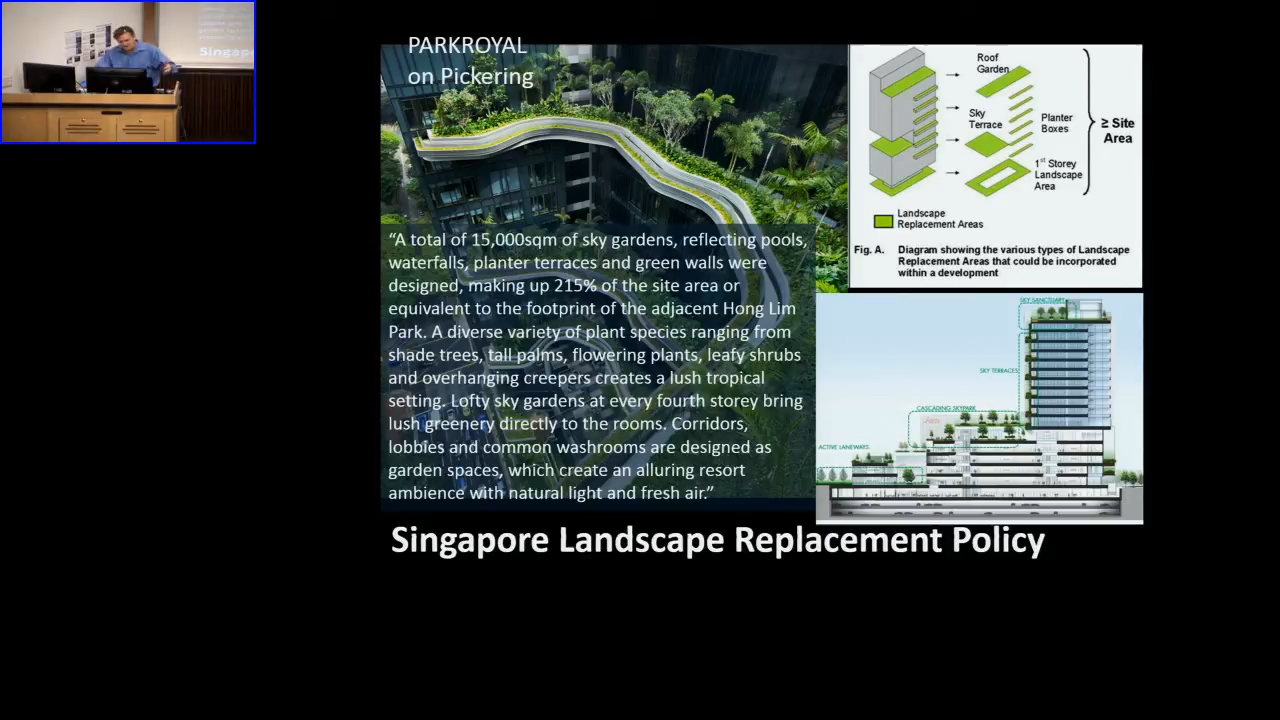 Singap
PARKROYAL
on Pickering
“A total of 15,000sqm of sky gardens, reflecting pools,
waterfalls, planter terraces and green walls were
designed, making up 215% of the site area or
equivalent to the footprint of the adjacent Hong Lim
Park. A diverse variety of plant species ranging from
shade trees, tall palms, flowering plants, leafy shrubs
and overhanging creepers creates a lush tropical
setting. Lofty sky gardens at every fourth storey bring
lush greenery directly to the rooms. Corridors,
lobbies and common washrooms are designed as
garden spaces, which create an alluring resort
ambience with natural light and fresh air.”
Roof
Garden
Sky
Terrace
Planter
Boxes
1st Storey
Landscape
Area
≥ Site
Area
Landscape
Replacement Areas
Fig. A. Diagram showing the various types of Landscape
Replacement Areas that could be incorporated
within a development
SKY SANCTUARY
SKY TERRACES
CASCADING SKYPARK
ACTIVE LANEWAYS
Singapore Landscape Replacement Policy